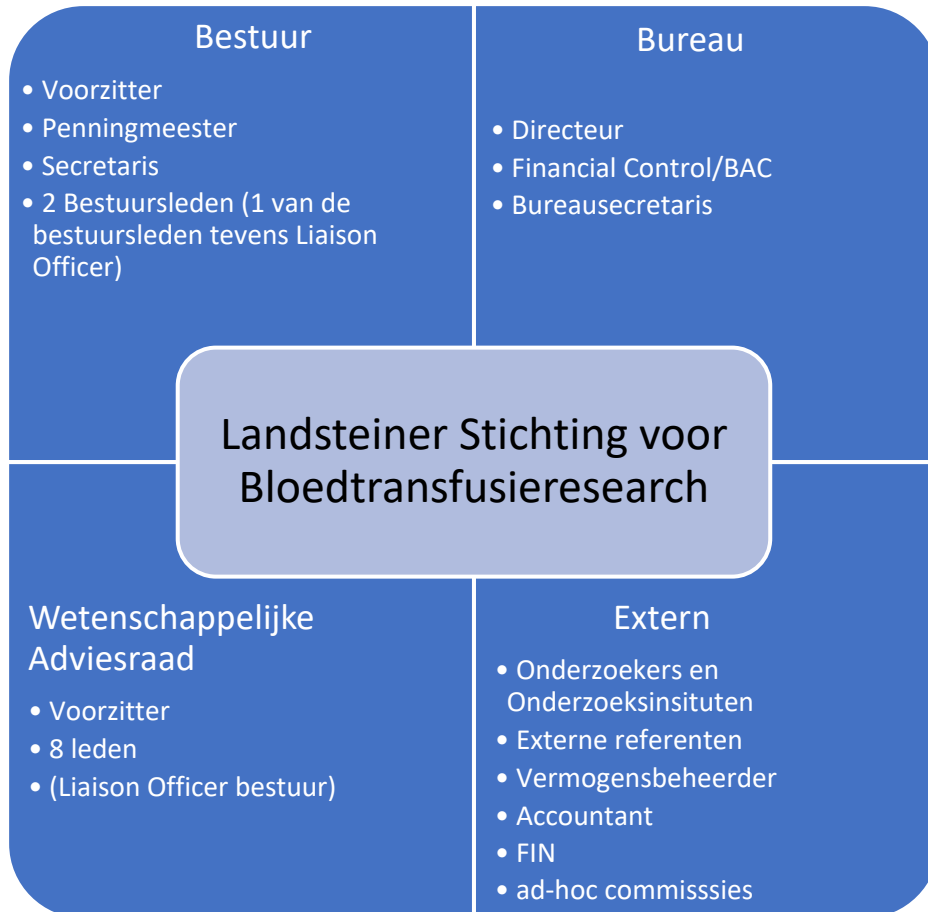 Bestuur
• Voorzitter
• Penningmeester
• Secretaris
• 2 Bestuursleden (1 van de
bestuursleden tevens Liaison
Officer)
Bureau
• Directeur
• Financial Control/BAC
• Bureausecretaris
Landsteiner Stichting voor
Bloedtransfusieresearch
Wetenschappelijke
Adviesraad
• Voorzitter
• 8 leden
• (Liaison Officer bestuur)
Extern
• Onderzoekers en
Onderzoeksinsituten
• Externe referenten
• Vermogensbeheerder
• Accountant
• FIN
• ad-hoc commisssies